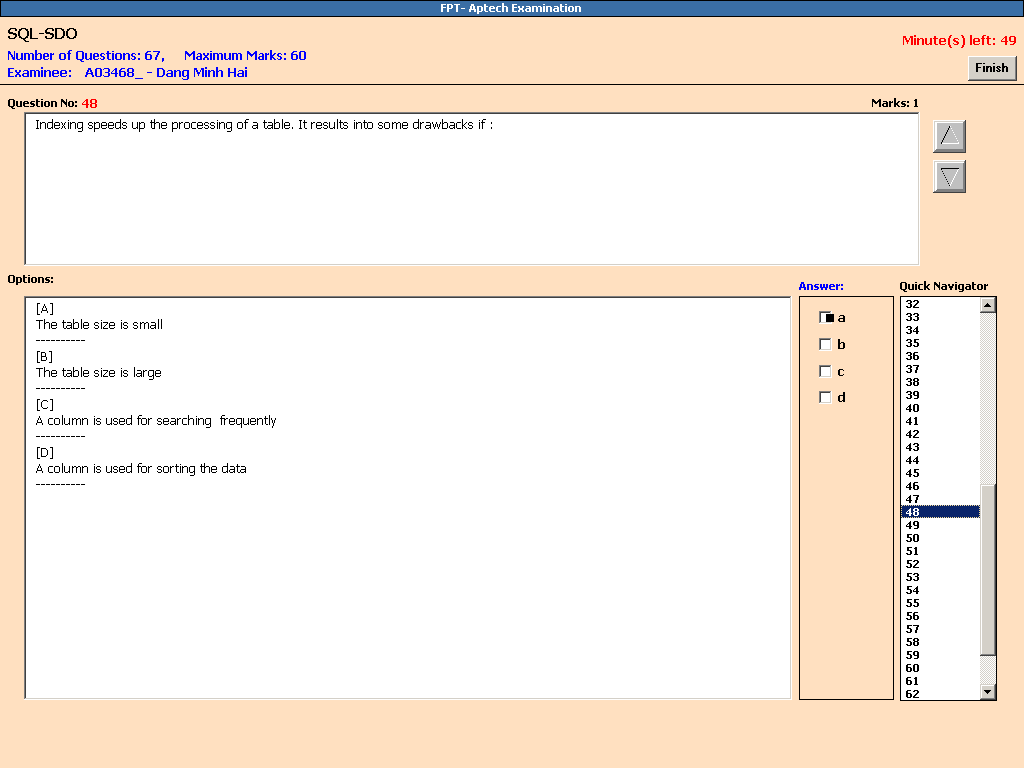 FPT- Aptech Examination
SQL-SDO
Minute(s) left: 49
Number of Questions: 67, Maximum Marks: 60
Examinee: A03468_ - Dang Minh Hai
Finish
Question No: 48
Marks: 1
Indexing speeds up the processing of a table. It results into some drawbacks if :
Options:
[A]
The table size is small
----------
[B]
The table size is large
----------
[C]
A column is used for searching  frequently
----------
[D]
A column is used for sorting the data
----------
Answer:
a
b
c
d
Quick Navigator
32
33
34
35
36
37
38
39
40
41
42
43
44
45
46
47
48
49
50
51
52
53
54
55
56
57
58
59
60
61
62